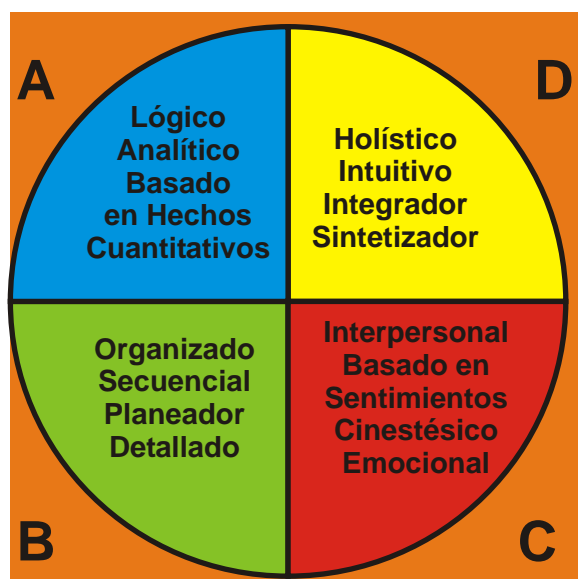 A
Lógico
Analítico
Basado
en Hechos
Cuantitativos
D
Holístico
Intuitivo
Integrador
Sintetizador
Organizado
Secuencial
Planeador
Detallado
B
Interpersonal
Basado en
Sentimientos
Cinestésico
Emocional
C